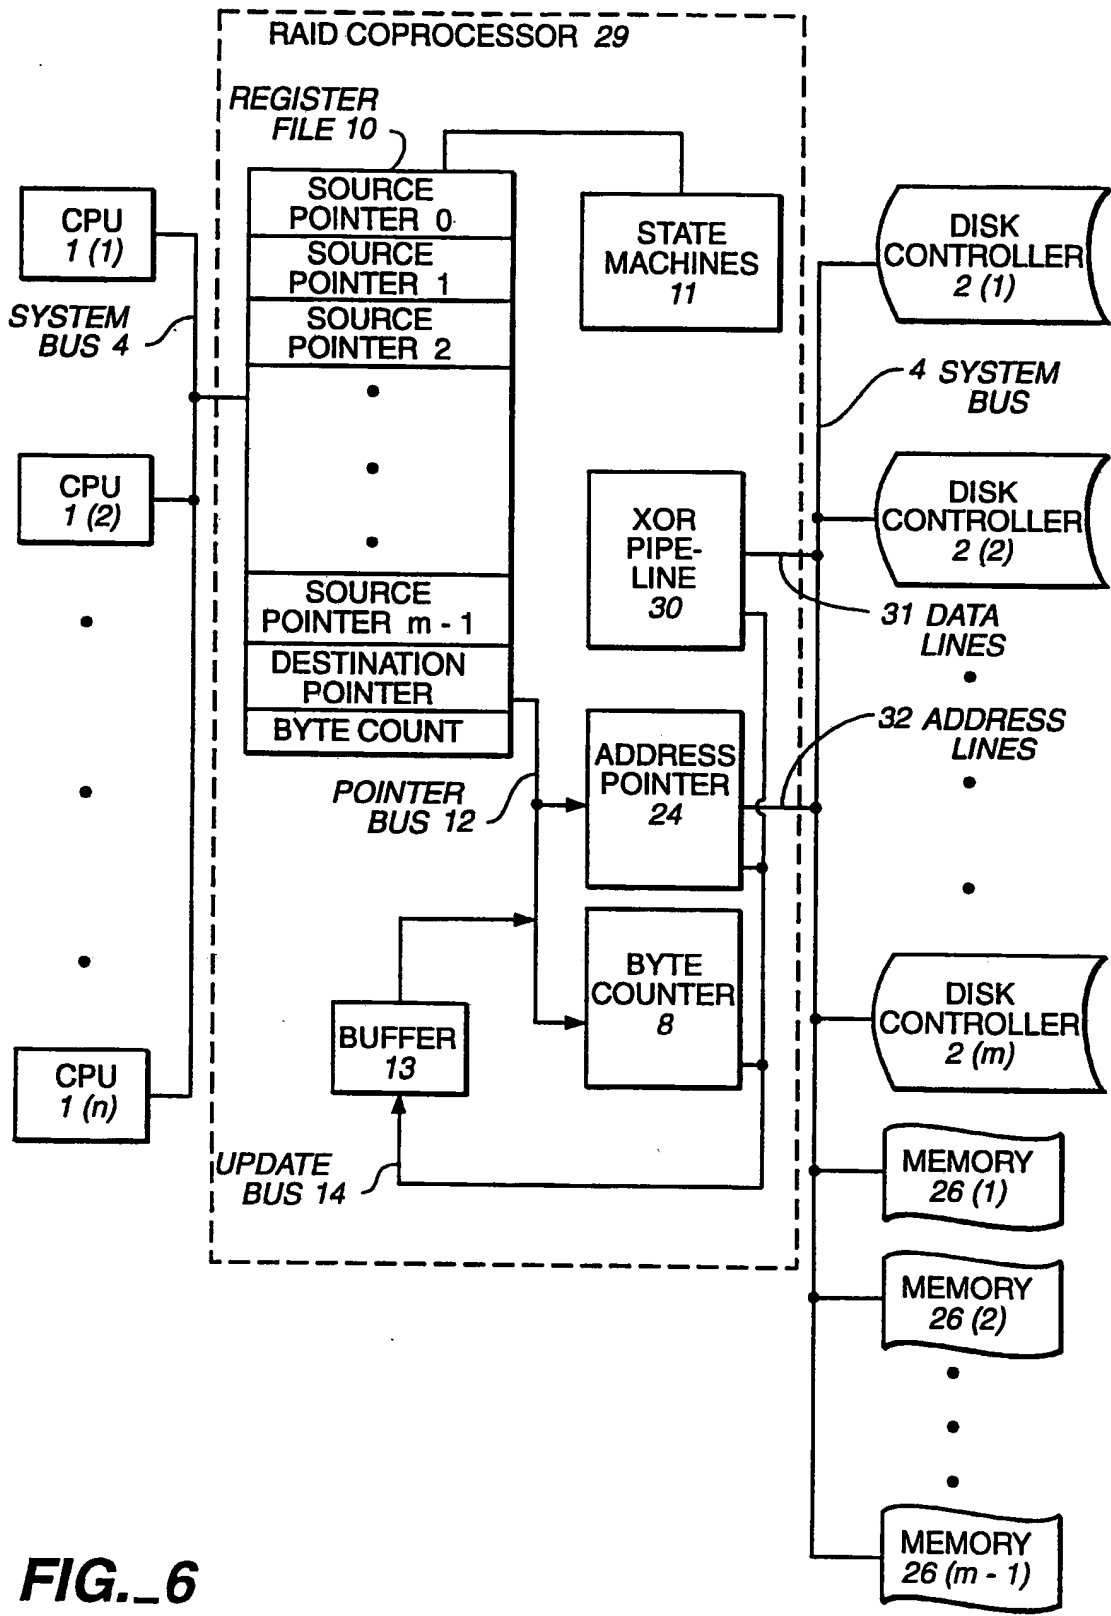 RAID COPROCESSOR 29
REGISTER
FILE 10
SOURCE
POINTER 0
SOURCE
POINTER 1
SOURCE
POINTER 2
SOURCE
POINTER m - 1
DESTINATION
POINTER
BYTE COUNT
CPU
1 (1)
SYSTEM
BUS 4
CPU
1 (2)
CPU
1 (n)
STATE
MACHINES
11
XOR
PIPE-
LINE
30
ADDRESS
POINTER
24
POINTER
BUS 12
BYTE
COUNTER
8
BUFFER
13
UPDATE
BUS 14
DISK
CONTROLLER
2 (1)
4 SYSTEM
BUS
DISK
CONTROLLER
2 (2)
31 DATA
LINES
32 ADDRESS
LINES
DISK
CONTROLLER
2 (m)
MEMORY
26 (1)
MEMORY
26 (2)
MEMORY
26 (m - 1)
FIG._6